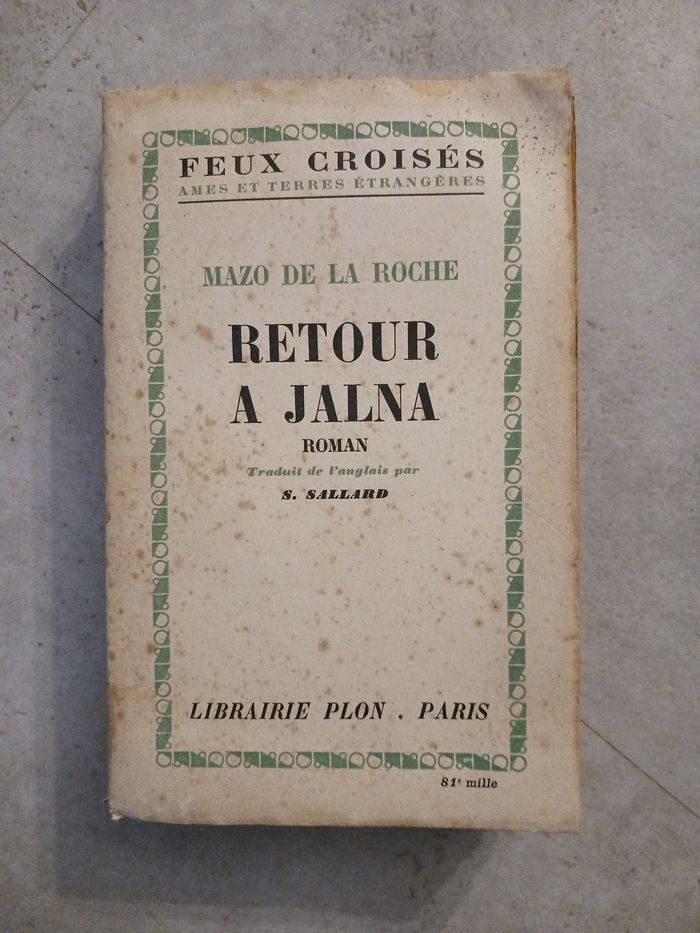 FEUX CROISÉS
AMES ET TERRES ÉTRANGÈRES
MAZO DE LA ROCHE
RETOUR
A JALNA
ROMAN
Traduit de l'anglais par
S. SALLARD
LIBRAIRIE PLON . PARIS
81e mille